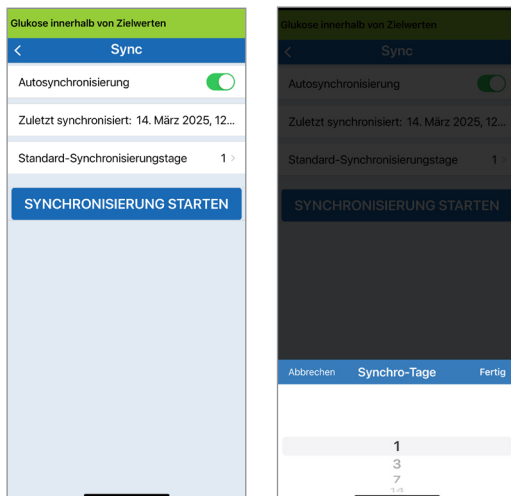 Glukose innerhalb von Zielwerten
Sync
Autosynchronisierung
Zuletzt synchronisiert: 14. März 2025, 12...
Standard-Synchronisierungstage 1
SYNCHRONISIERUNG STARTEN
Glukose innerhalb von Zielwerten
Sync
Autosynchronisierung
Zuletzt synchronisiert: 14. März 2025, 12...
Standard-Synchronisierungstage 1
SYNCHRONISIERUNG STARTEN
Abbrechen Synchro-Tage Fertig
1
3
7
14